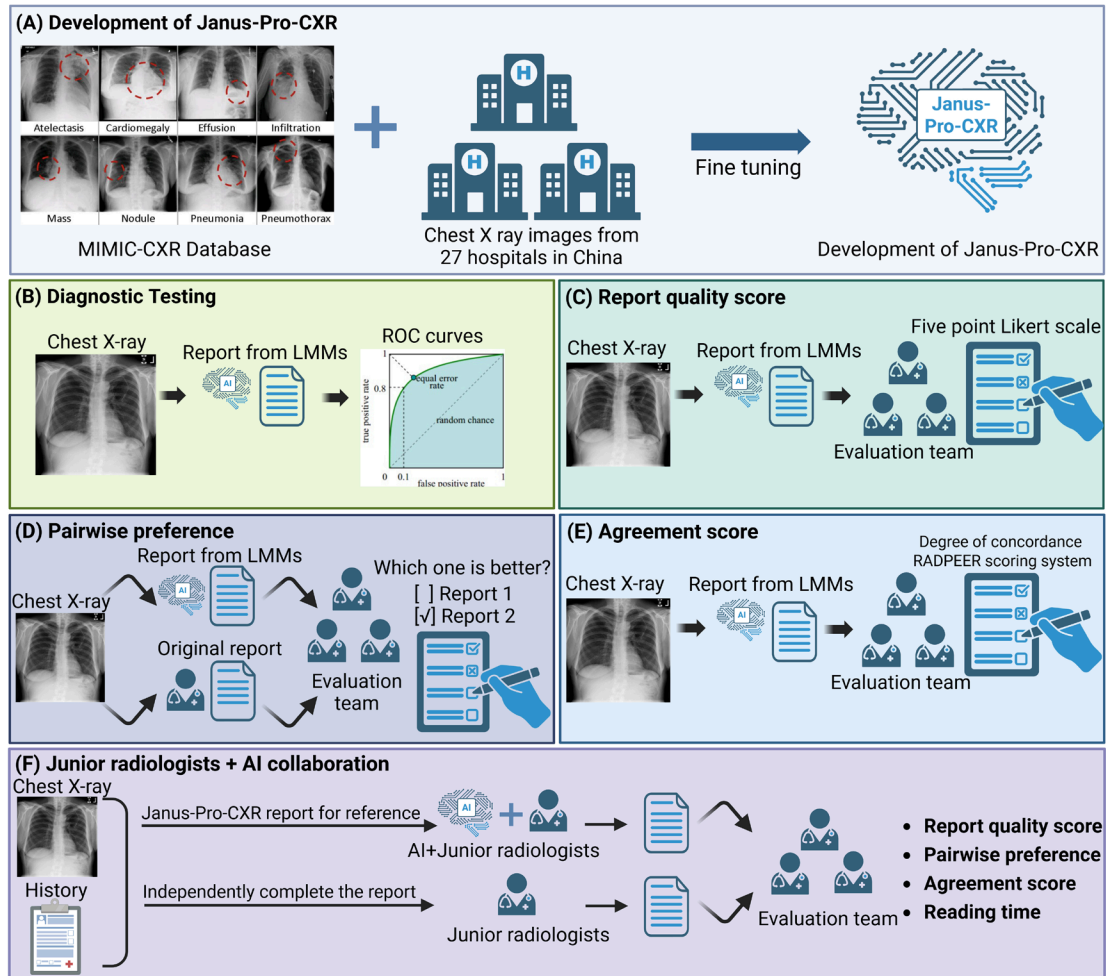 (A) Development of Janus-Pro-CXR
Atelectasis
Cardiomegaly
Effusion
Infiltration
Mass
Nodule
Pneumonia
Pneumothorax
MIMIC-CXR Database
+
H
H
H
Chest X ray images from
27 hospitals in China
Fine tuning
Janus-
Pro-CXR
Development of Janus-Pro-CXR
(B) Diagnostic Testing
Chest X-ray
Report from LMMs
AI
ROC curves
1
0.8
true positive rate
equal error
rate
random chance
0
0.1
1
false positive rate
(C) Report quality score
Chest X-ray
Report from LMMs
AI
Five point Likert scale
Evaluation team
(D) Pairwise preference
Report from LMMs
AI
Chest X-ray
Original report
Evaluation
team
Which one is better?
[ ] Report 1
[√] Report 2
(E) Agreement score
Chest X-ray
Report from LMMs
AI
Degree of concordance
RADPEER scoring system
Evaluation team
(F) Junior radiologists + AI collaboration
Chest X-ray
History
Janus-Pro-CXR report for reference
AI
+
AI+Junior radiologists
Independently complete the report
Junior radiologists
Evaluation team
• Report quality score
• Pairwise preference
• Agreement score
• Reading time